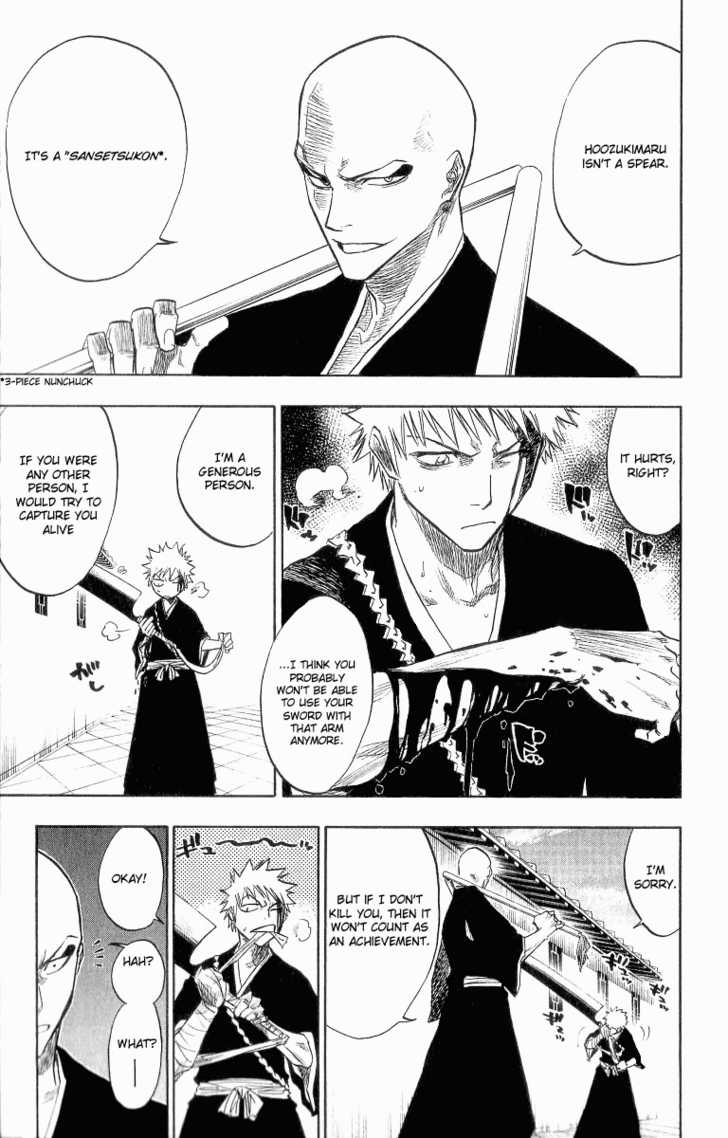 HOOZUKIMARU
ISN'T A SPEAR.
IT'S A "SANSETSUKON*.
*3-PIECE NUNCHUCK
IT HURTS,
RIGHT?
...I THINK YOU
PROBABLY
WON'T BE ABLE
TO USE YOUR
SWORD WITH
THAT ARM
ANYMORE.
I'M A
GENEROUS
PERSON.
IF YOU WERE
ANY OTHER
PERSON, I
WOULD TRY TO
CAPTURE YOU
ALIVE
I'M
SORRY.
BUT IF I DON'T
KILL YOU, THEN IT
WON'T COUNT AS
AN ACHIEVEMENT.
OKAY!
HAH?
WHAT?